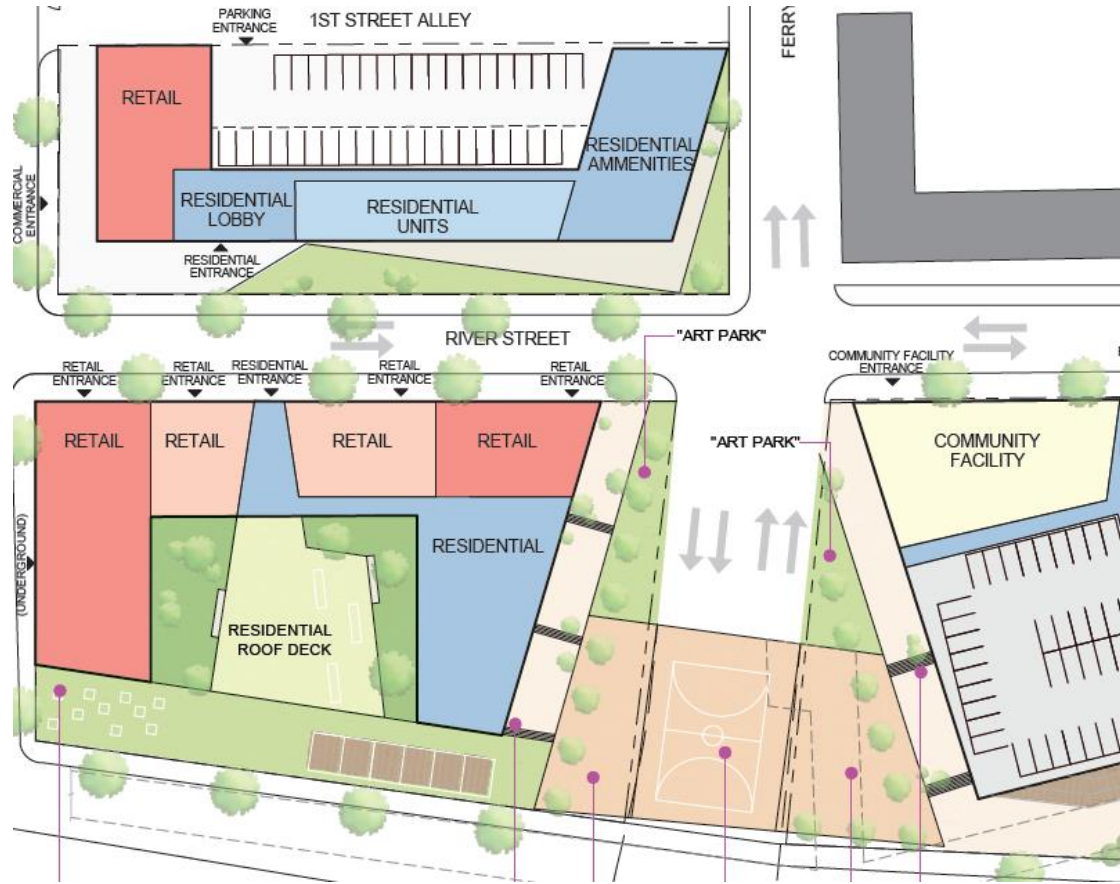 PARKING
ENTRANCE
1ST STREET ALLEY
FERRY
RETAIL
RESIDENTIAL
AMMENITIES
COMMERCIAL
ENTRANCE
RESIDENTIAL
LOBBY
RESIDENTIAL
UNITS
RESIDENTIAL
ENTRANCE
RIVER STREET
"ART PARK"
RETAIL
ENTRANCE
RETAIL
ENTRANCE
RESIDENTIAL
ENTRANCE
RETAIL
ENTRANCE
RETAIL
ENTRANCE
COMMUNITY FACILITY
ENTRANCE
RETAIL
RETAIL
RETAIL
RETAIL
"ART PARK"
COMMUNITY
FACILITY
(UNDERGROUND)
RESIDENTIAL
RESIDENTIAL
ROOF DECK